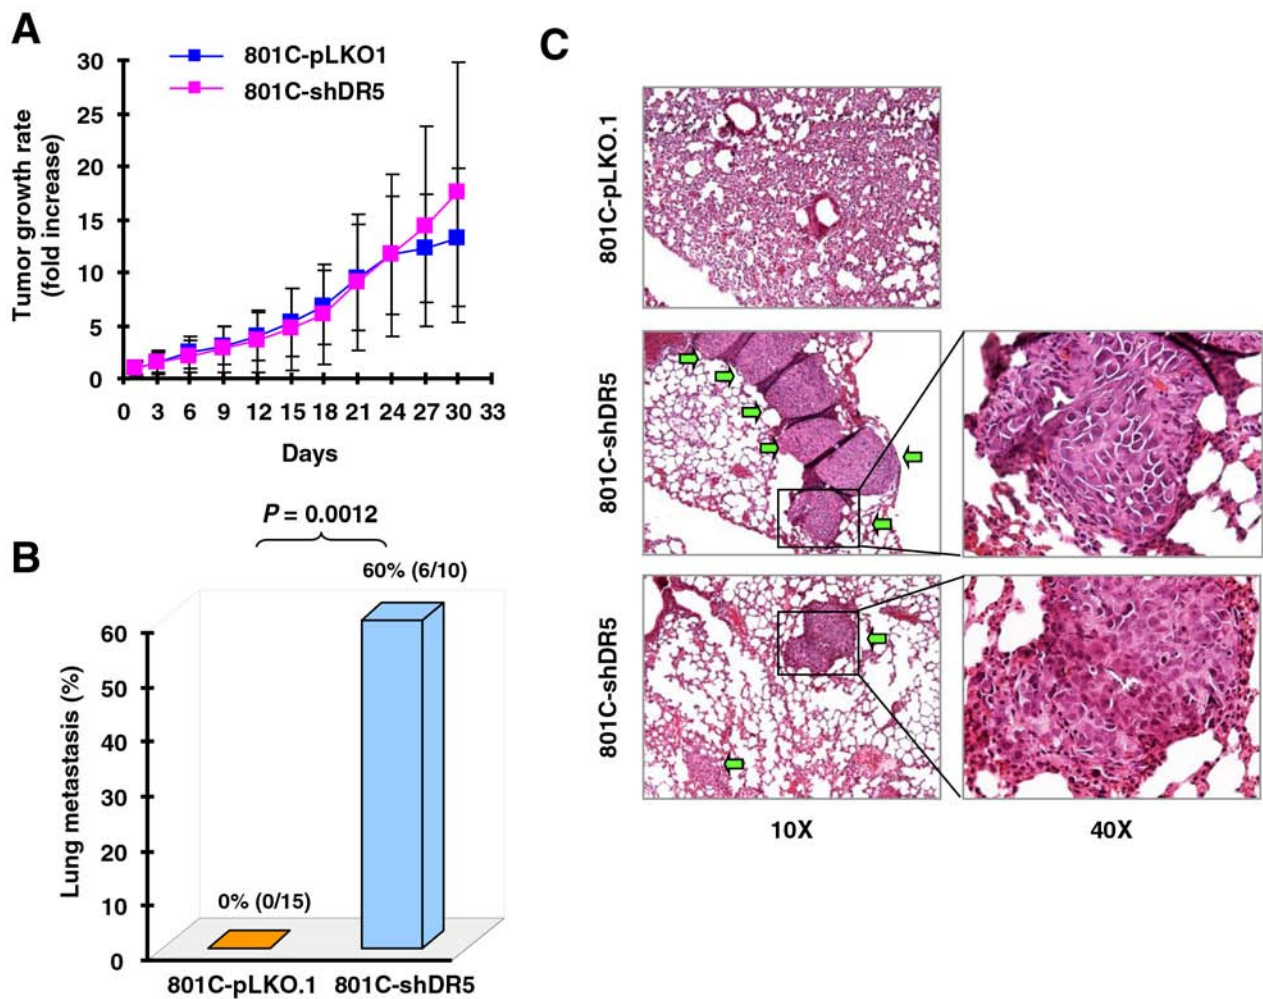 A
801C-pLKO1
801C-shDR5
Tumor growth rate
(fold increase)
30
25
20
15
10
5
0
0 3 6 9 12 15 18 21 24 27 30 33
Days
B
P = 0.0012
60% (6/10)
0% (0/15)
Lung metastasis (%)
60
50
40
30
20
10
0
801C-pLKO.1 801C-shDR5
C
801C-pLKO.1
801C-shDR5
801C-shDR5
10X 40X